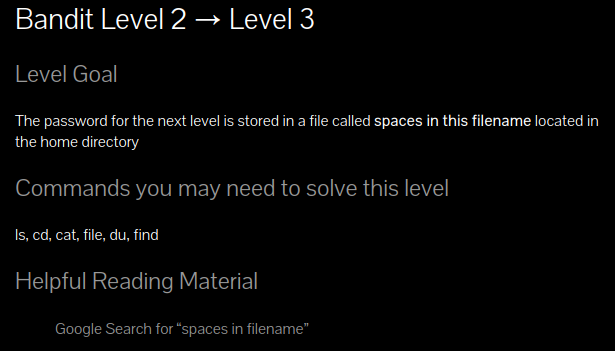 Bandit Level 2 → Level 3
Level Goal
The password for the next level is stored in a file called spaces in this filename located in
the home directory
Commands you may need to solve this level
ls, cd, cat, file, du, find
Helpful Reading Material
Google Search for “spaces in filename”